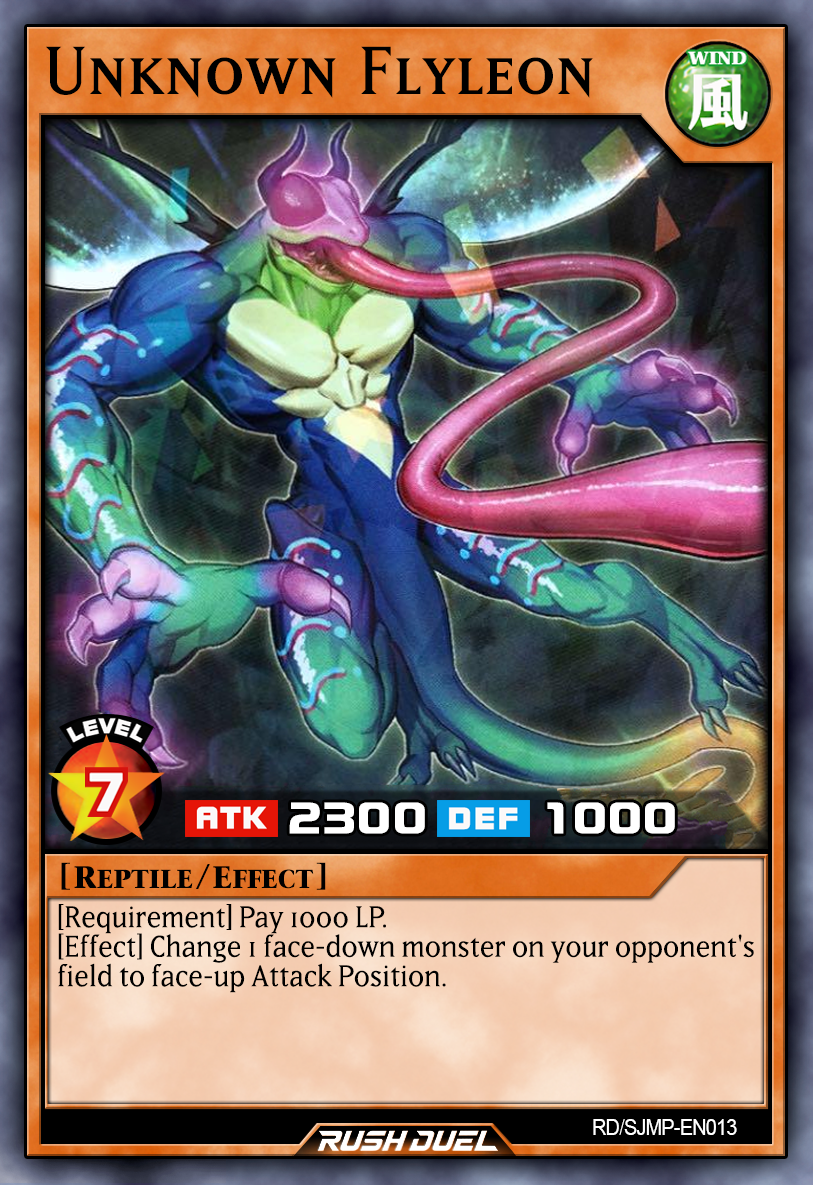 Unknown Flyleon
WIND
風
LEVEL
7
ATK 2300 DEF 1000
[Reptile/Effect]
[Requirement] Pay 1000 LP.
[Effect] Change 1 face-down monster on your opponent's
field to face-up Attack Position.
RD/SJMP-EN013
RUSH DUEL